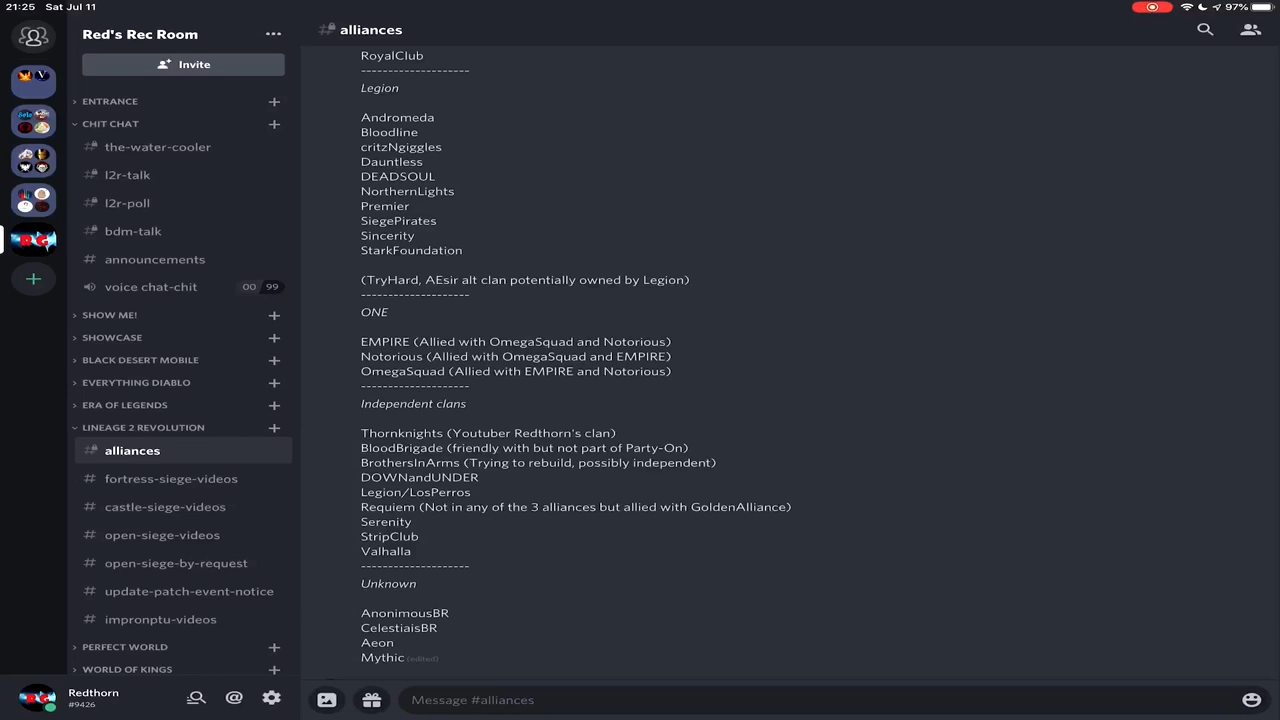 21:25 Sat Jul 11
97%
Red's Rec Room
Invite
ENTRANCE
CHIT CHAT
the-water-cooler
l2r-talk
l2r-poll
bdm-talk
announcements
voice chat-chit 00 99
SHOW ME!
SHOWCASE
BLACK DESERT MOBILE
EVERYTHING DIABLO
ERA OF LEGENDS
LINEAGE 2 REVOLUTION
alliances
fortress-siege-videos
castle-siege-videos
open-siege-videos
open-siege-by-request
update-patch-event-notice
impromptu-videos
PERFECT WORLD
WORLD OF KINGS
RG
Redthorn
#9426
alliances
RoyalClub
--------------------
Legion
Andromeda
Bloodline
critzNgiggles
Dauntless
DEADSOUL
NorthernLights
Premier
SiegePirates
Sincerity
StarkFoundation
(TryHard, AEsir alt clan potentially owned by Legion)
--------------------
ONE
EMPIRE (Allied with OmegaSquad and Notorious)
Notorious (Allied with OmegaSquad and EMPIRE)
OmegaSquad (Allied with EMPIRE and Notorious)
--------------------
Independent clans
Thornknights (Youtuber Redthorn's clan)
BloodBrigade (friendly with but not part of Party-On)
BrothersInArms (Trying to rebuild, possibly independent)
DOWNandUNDER
Legion/LosPerros
Requiem (Not in any of the 3 alliances but allied with GoldenAlliance)
Serenity
StripClub
Valhalla
--------------------
Unknown
AnonimousBR
CelestiaisBR
Aeon
Mythic (edited)
Message #alliances